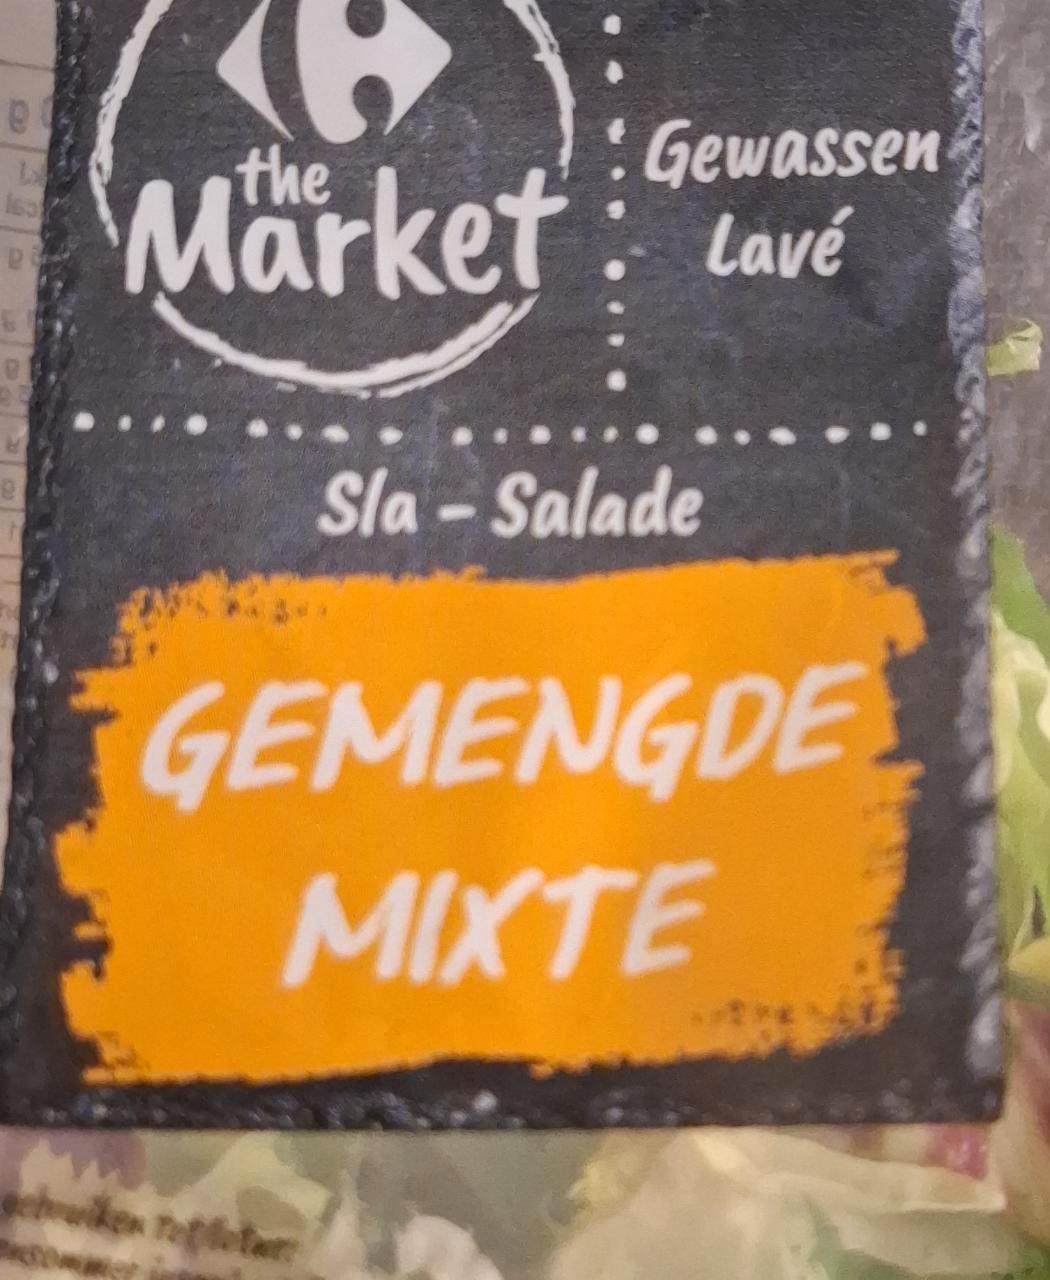 the
Market
Gewassen
Lavé
Sla - Salade
GEMENGDE
MIXTE